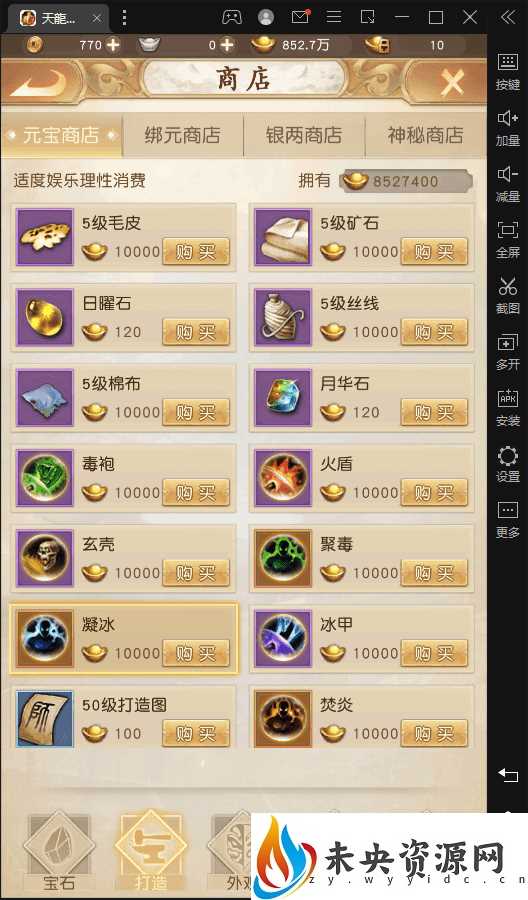 天龍...
770
0
852.7万
10
商店
元宝商店
绑元商店
银两商店
神秘商店
适度娱乐理性消费
拥有 8527400
5级毛皮
10000 购买
5级矿石
10000 购买
日曜石
120 购买
5级丝线
10000 购买
5级棉布
10000 购买
月华石
120 购买
毒袍
10000 购买
火盾
10000 购买
玄壳
10000 购买
聚毒
10000 购买
凝冰
10000 购买
冰甲
10000 购买
50级打造图
100 购买
焚炎
10000 购买
宝石
打造
外观
按键
加量
减量
全屏
截图
多开
APK
安装
设置
更多
未央资源网
zy.wyyidc.cn